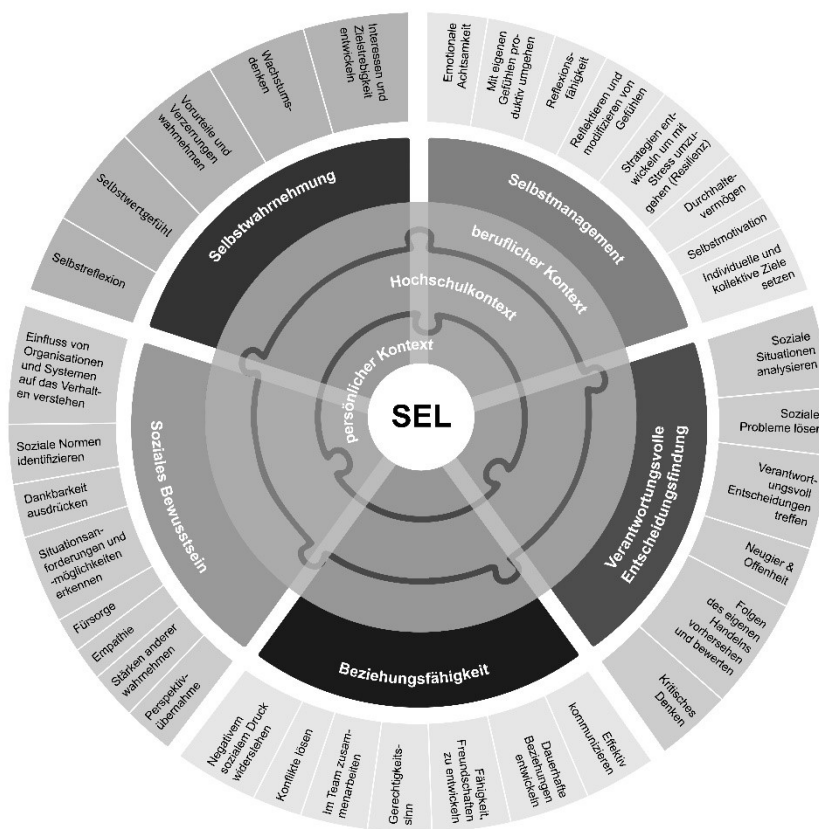 SEL
persönlicher Kontext
Hochschulkontext
beruflicher Kontext
Selbstwahrnehmung
Selbstreflexion
Selbstwertgefühl
Vorurteile und
Verzerrungen
wahrnehmen
Wachstums-
denken
Interessen und
Zielstrebigkeit
entwickeln
Selbstmanagement
Emotionale
Achtsamkeit
Mit eigenen
Gefühlen pro-
duktiv umgehen
Reflexions-
fähigkeit
Reflektieren und
modifizieren von
Gefühlen
Strategien ent-
wickeln um mit
Stress umzu-
gehen (Resilienz)
Durchhalte-
vermögen
Selbstmotivation
Individuelle und
kollektive Ziele
setzen
Verantwortungsvolle
Entscheidungsfindung
Soziale
Situationen
analysieren
Soziale
Probleme lösen
Verantwort-
ungsvoll
Entscheidungen
treffen
Neugier &
Offenheit
Folgen
des eigenen
Handelns
vorhersehen
und bewerten
Kritisches
Denken
Beziehungsfähigkeit
Effektiv
kommunizieren
Dauerhafte
Beziehungen
entwickeln
Fähigkeit,
Freundschaften
zu entwickeln
Gerechtigkeits-
sinn
Im Team zusam-
menarbeiten
Konflikte lösen
Negativem
sozialem Druck
widerstehen
Soziales Bewusstsein
Perspektiv-
übernahme
Stärken anderer
wahrnehmen
Empathie
Fürsorge
Situationsan-
forderungen und
-möglichkeiten
erkennen
Dankbarkeit
ausdrücken
Soziale Normen
identifizieren
Einfluss von
Organisationen
und Systemen
auf das Verhalt-
en verstehen